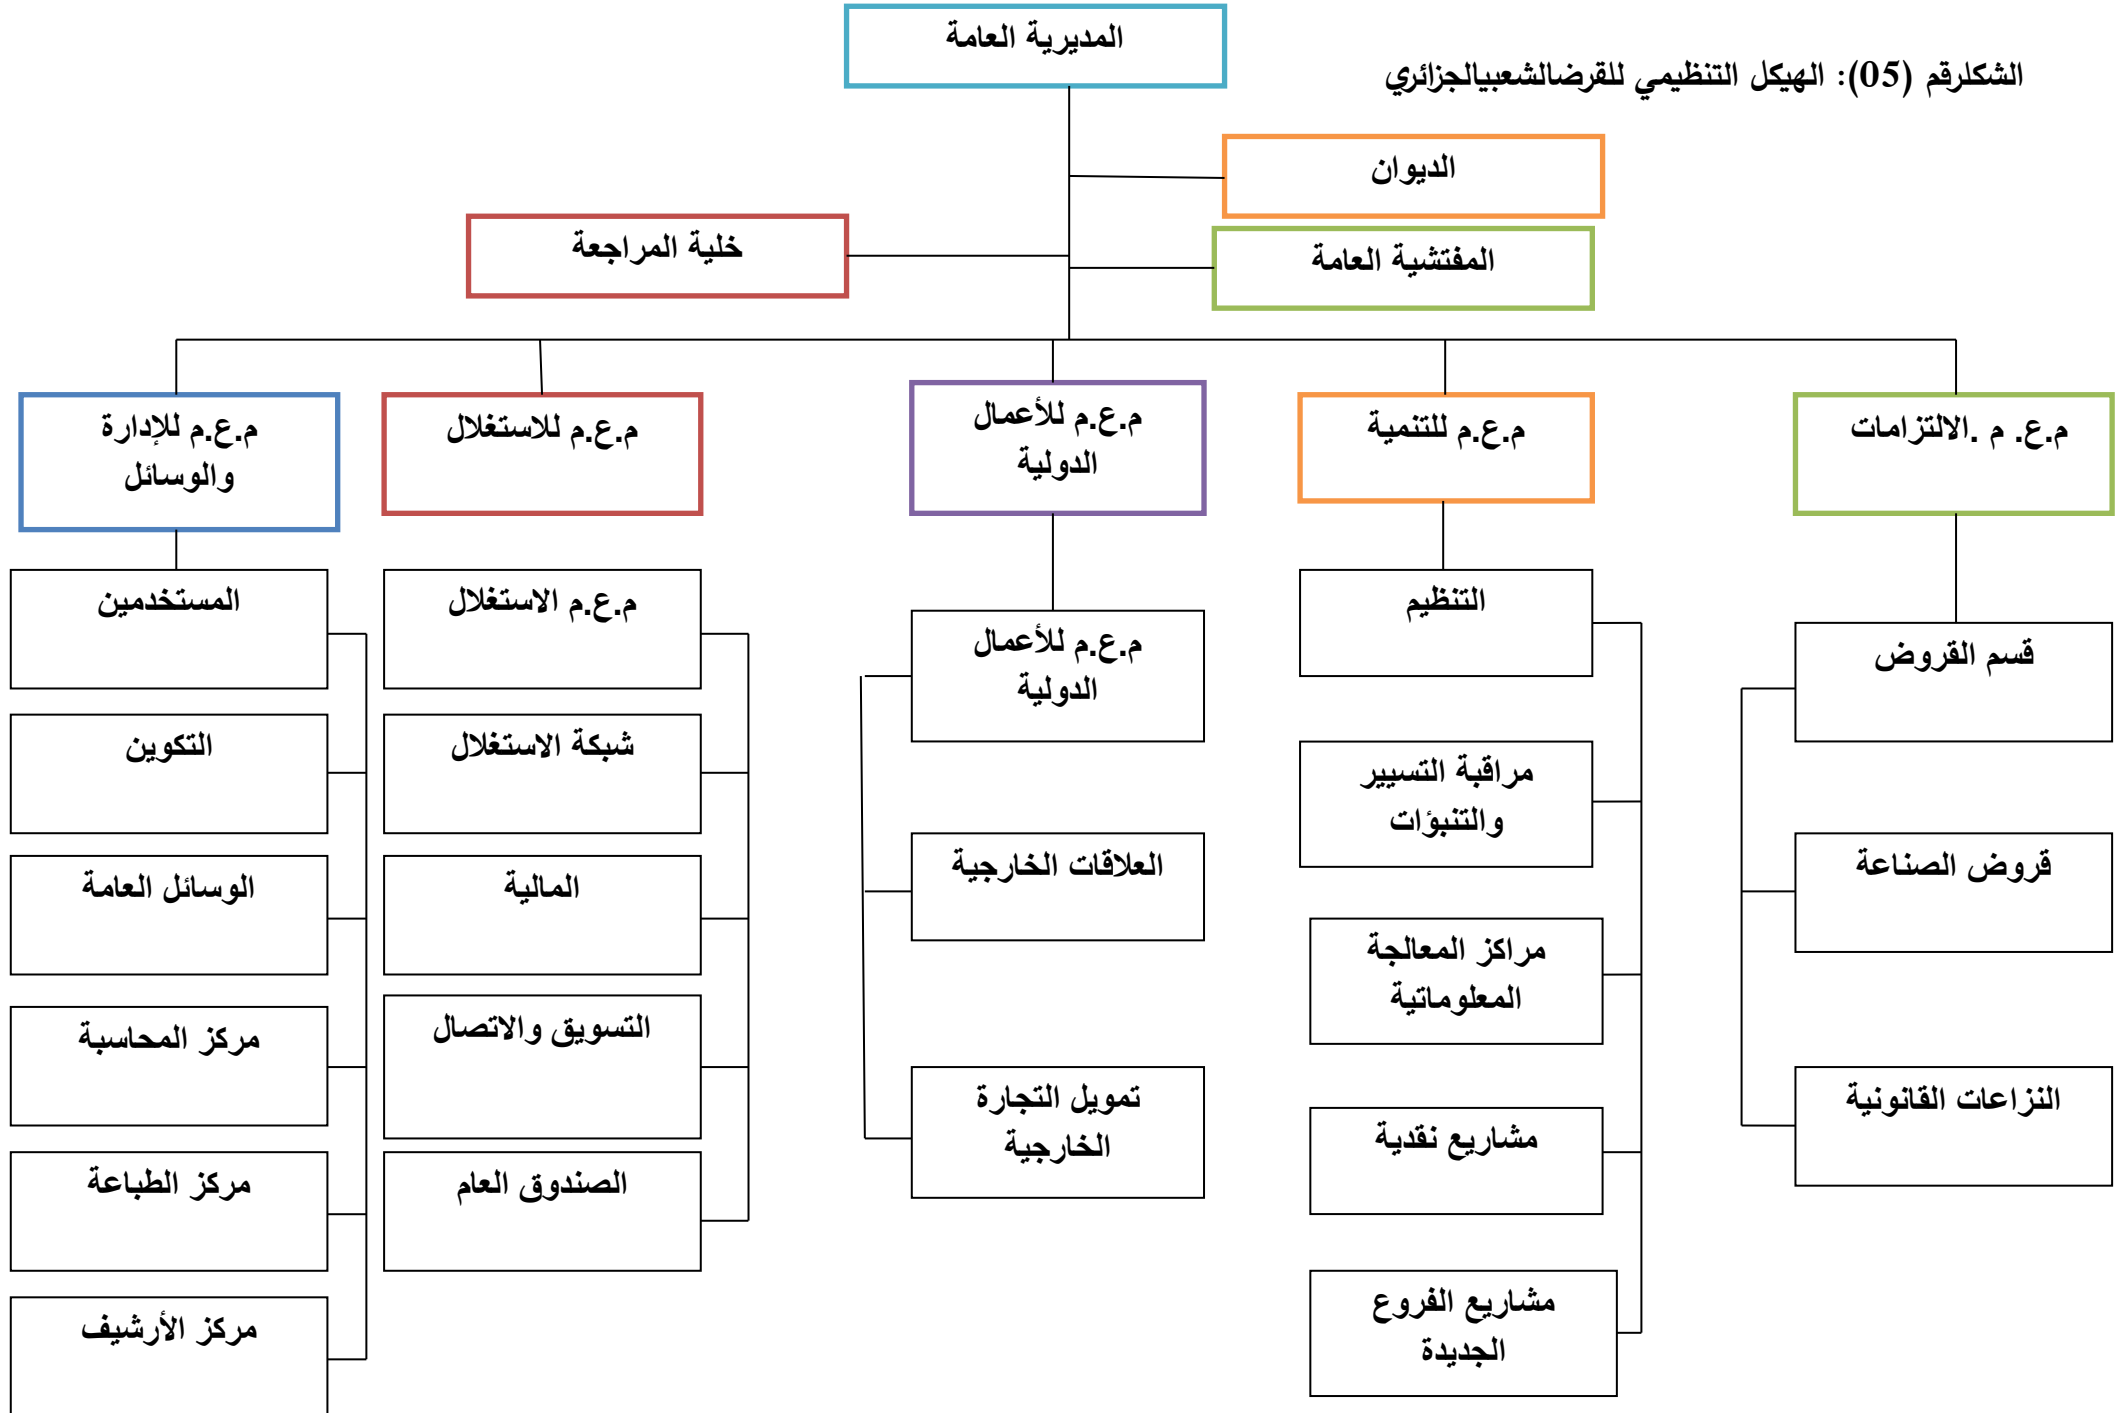 المديرية العامة
الشكلرقم (05): الهيكل التنظيمي للقرضالشعبيالجزائري
الديوان
خلية المراجعة
المفتشية العامة
م.ع. م .الالتزامات
م.ع.م للتنمية
م.ع.م للأعمال
الدولية
م.ع.م للاستغلال
م.ع.م للإدارة
والوسائل
قسم القروض
قروض الصناعة
النزاعات القانونية
التنظيم
مراقبة التسيير
والتنبؤات
مراكز المعالجة
المعلوماتية
مشاريع نقدية
مشاريع الفروع
الجديدة
م.ع.م للأعمال
الدولية
العلاقات الخارجية
تمويل التجارة
الخارجية
م.ع.م الاستغلال
شبكة الاستغلال
المالية
التسويق والاتصال
الصندوق العام
المستخدمين
التكوين
الوسائل العامة
مركز المحاسبة
مركز الطباعة
مركز الأرشيف